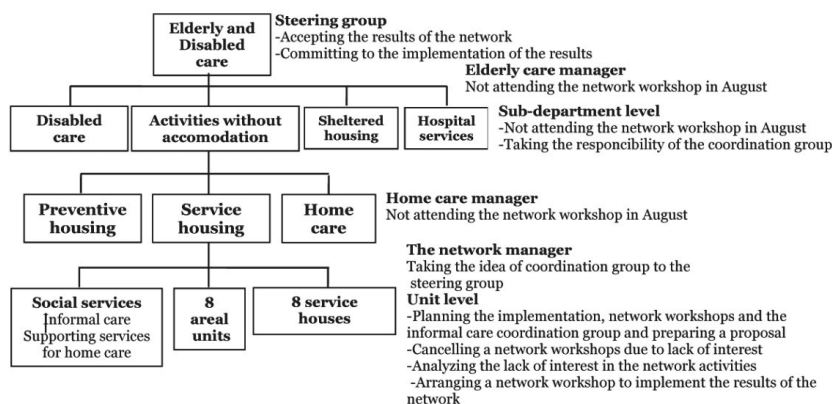 Elderly and
Disabled
care
Steering group
-Accepting the results of the network
-Committing to the implementation of the results
Elderly care manager
Not attending the network workshop in August
Disabled
care
Activities without
accomodation
Sheltered
housing
Hospital
services
Sub-department level
-Not attending the network workshop in August
-Taking the responcibility of the coordination group
Preventive
housing
Service
housing
Home
care
Home care manager
Not attending the network workshop in August
The network manager
Taking the idea of coordination group to the
steering group
Social services
Informal care
Supporting services
for home care
8
areal
units
8 service
houses
Unit level
-Planning the implementation, network workshops and the
informal care coordination group and preparing a proposal
-Cancelling a network workshops due to lack of interest
-Analyzing the lack of interest in the network activities
-Arranging a network workshop to implement the results of the
network